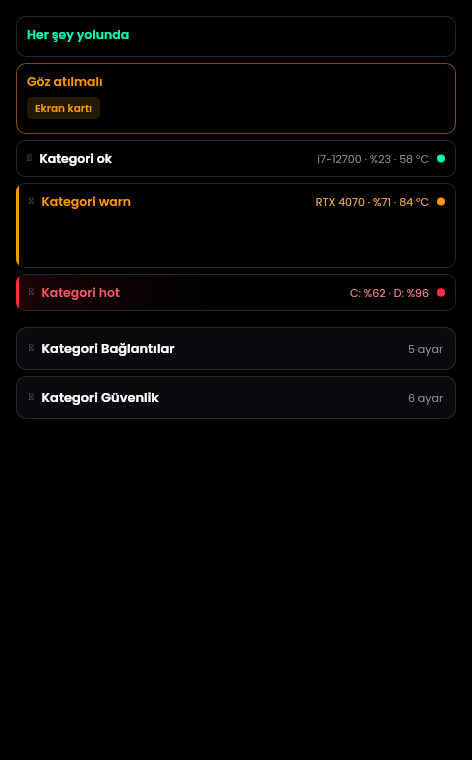 Her şey yolunda
Göz atılmalı
Ekran kartı
Kategori ok
i7-12700 · %23 · 58 °C
Kategori warn
RTX 4070 · %71 · 84 °C
Kategori hot
C: %62 · D: %96
Kategori Bağlantılar
5 ayar
Kategori Güvenlik
6 ayar